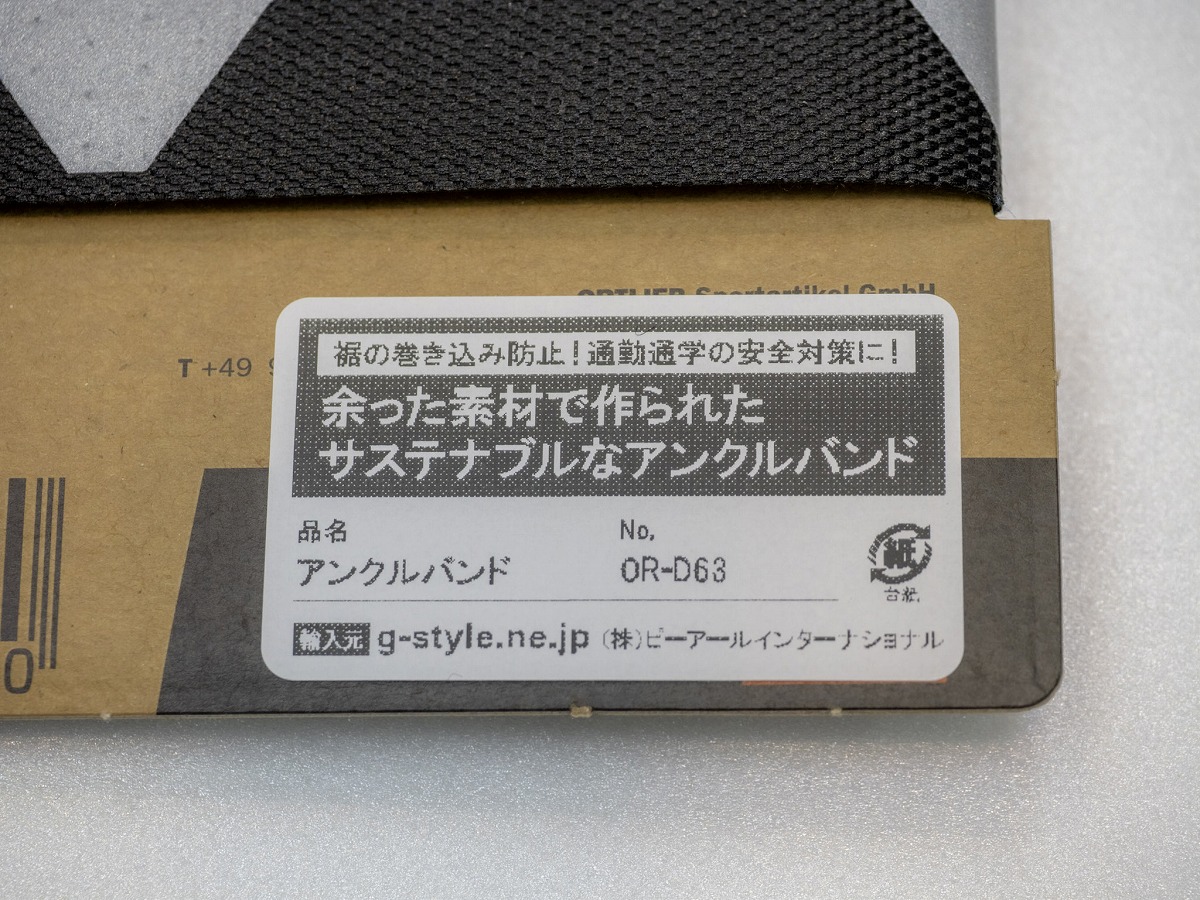 ORTLIEB Sportartikel GmbH
T +49 9
裾の巻き込み防止!通勤通学の安全対策に!
余った素材で作られた
サステナブルなアンクルバンド
品名
No.
アンクルバンド
OR-D63
紙
台紙
輸入元 g-style.ne.jp (株)ピーアールインターナショナル
0